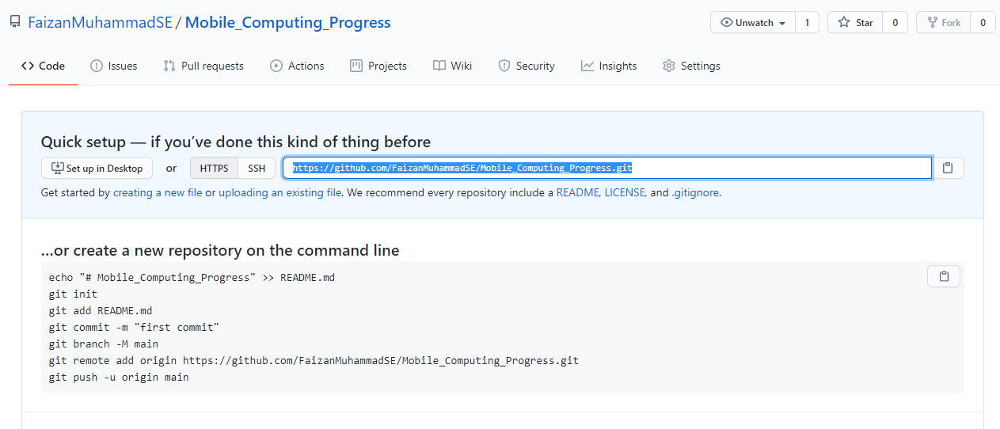 FaizanMuhammadSE / Mobile_Computing_Progress
Unwatch 1 Star 0 Fork 0
Code Issues Pull requests Actions Projects Wiki Security Insights Settings
Quick setup — if you’ve done this kind of thing before
Set up in Desktop or HTTPS SSH https://github.com/FaizanMuhammadSE/Mobile_Computing_Progress.git
Get started by creating a new file or uploading an existing file. We recommend every repository include a README, LICENSE, and .gitignore.
…or create a new repository on the command line
echo "# Mobile_Computing_Progress" >> README.md
git init
git add README.md
git commit -m "first commit"
git branch -M main
git remote add origin https://github.com/FaizanMuhammadSE/Mobile_Computing_Progress.git
git push -u origin main